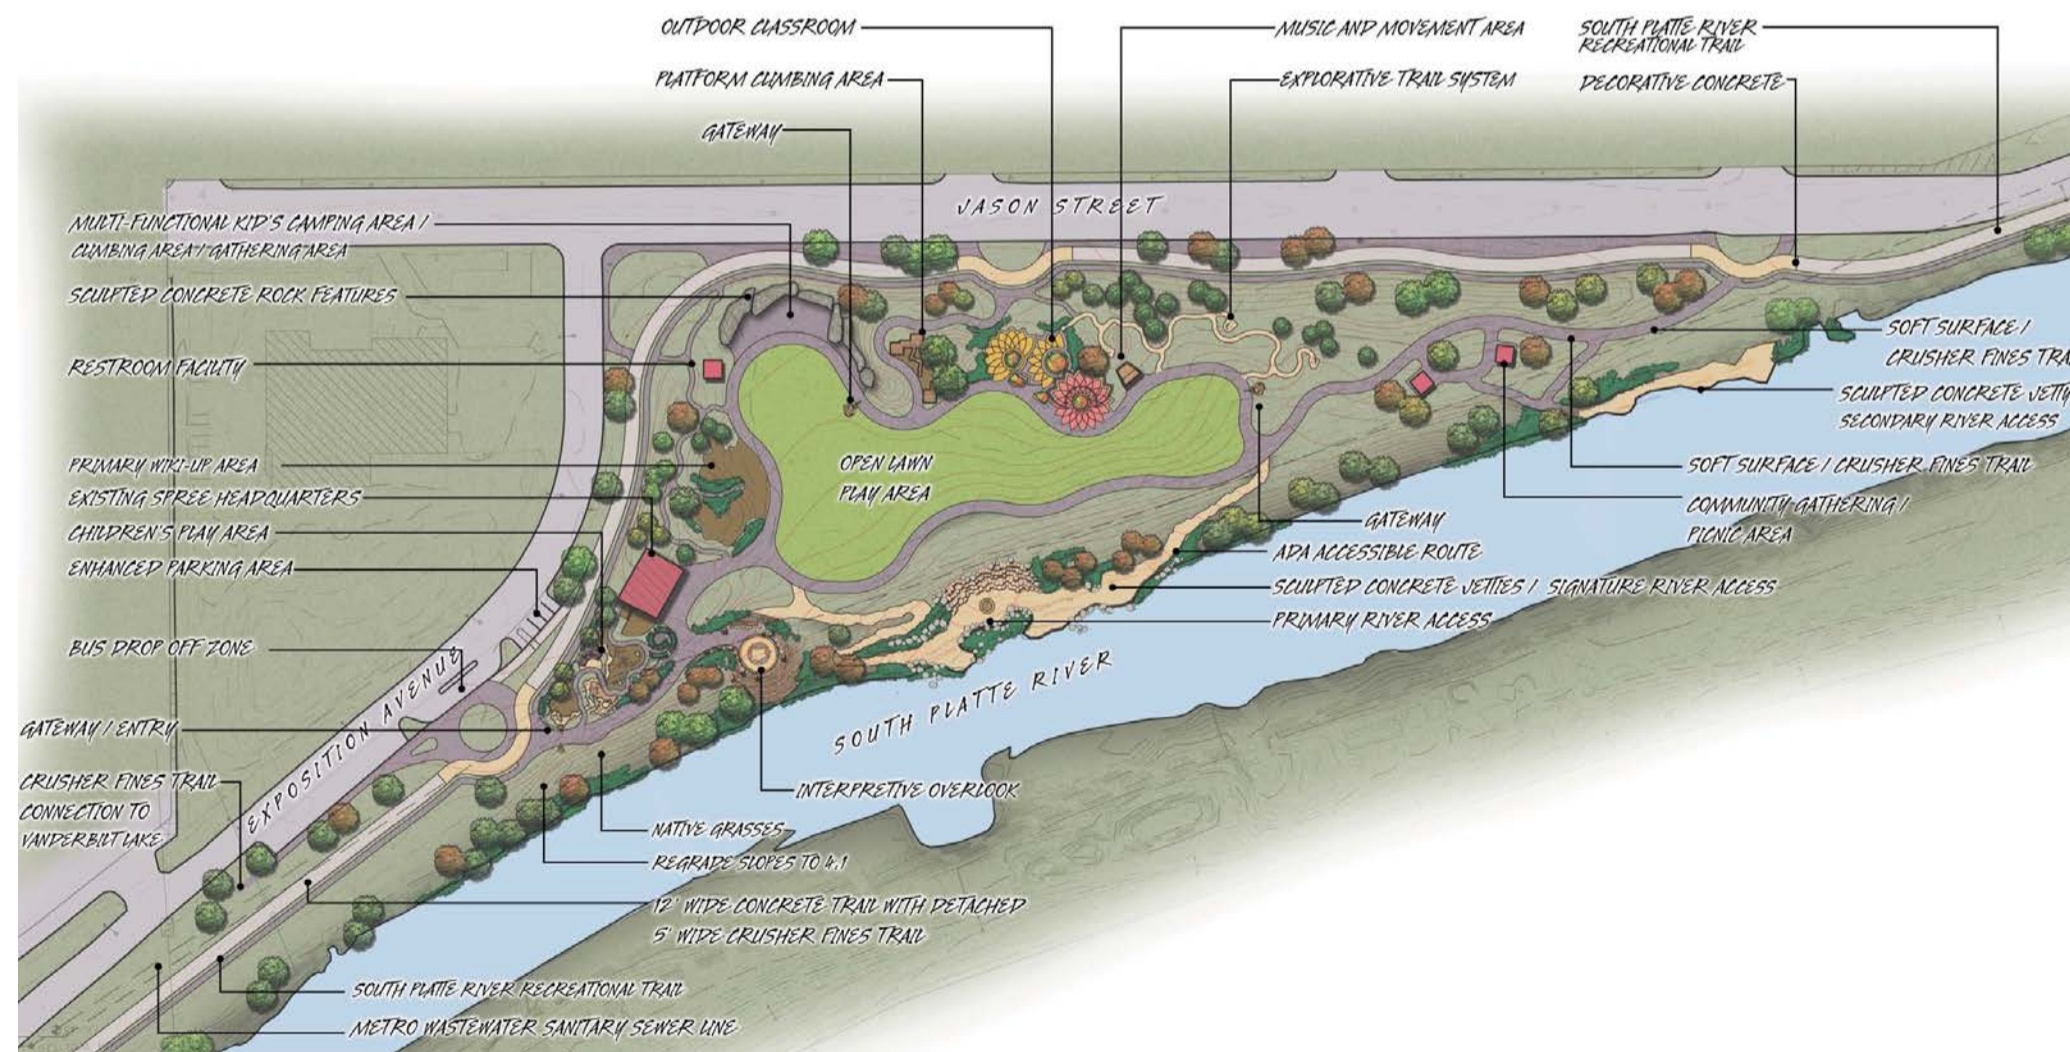 OUTDOOR CLASSROOM
PLATFORM CLIMBING AREA
GATEWAY
MUSIC AND MOVEMENT AREA
EXPLORATIVE TRAIL SYSTEM
SOUTH PLATTE RIVER
RECREATIONAL TRAIL
DECORATIVE CONCRETE
JASON STREET
MULTI-FUNCTIONAL KID'S CAMPING AREA /
CLIMBING AREA / GATHERING AREA
SCULPTED CONCRETE ROCK FEATURES
RESTROOM FACILITY
PRIMARY WIKI-UP AREA
EXISTING SPREE HEADQUARTERS
CHILDREN'S PLAY AREA
ENHANCED PARKING AREA
BUS DROP OFF ZONE
GATEWAY / ENTRY
CRUSHER FINES TRAIL
CONNECTION TO
VANDERBILT LAKE
EXPOSITION AVENUE
OPEN LAWN
PLAY AREA
SOFT SURFACE /
CRUSHER FINES TRAI
SCULPTED CONCRETE JETTY
SECONDARY RIVER ACCESS
SOFT SURFACE / CRUSHER FINES TRAIL
COMMUNITY GATHERING /
PICNIC AREA
GATEWAY
ADA ACCESSIBLE ROUTE
SCULPTED CONCRETE JETTIES / SIGNATURE RIVER ACCESS
PRIMARY RIVER ACCESS
SOUTH PLATTE RIVER
INTERPRETIVE OVERLOOK
NATIVE GRASSES
REGRADE SLOPES TO 4:1
12' WIDE CONCRETE TRAIL WITH DETACHED
5' WIDE CRUSHER FINES TRAIL
SOUTH PLATTE RIVER RECREATIONAL TRAIL
METRO WASTEWATER SANITARY SEWER LINE